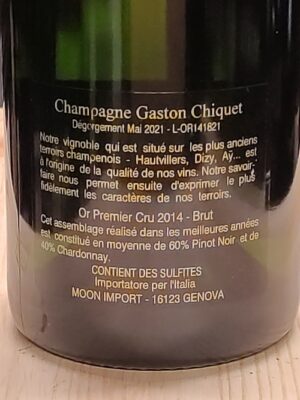 Champagne Gaston Chiquet
Dégorgement Mai 2021 - L-OR141821
Notre vignoble qui est situé sur les plus anciens
terroirs champenois - Hautvillers, Dizy, Aÿ... est
à l'origine de la qualité de nos vins. Notre savoir-
faire nous permet ensuite d'exprimer le plus
fidèlement les caractères de nos terroirs.
Or Premier Cru 2014 - Brut
Cet assemblage réalisé dans les meilleures années
est constitué en moyenne de 60% Pinot Noir et de
40% Chardonnay.
CONTIENT DES SULFITES
Importatore per l'Italia
MOON IMPORT - 16123 GENOVA